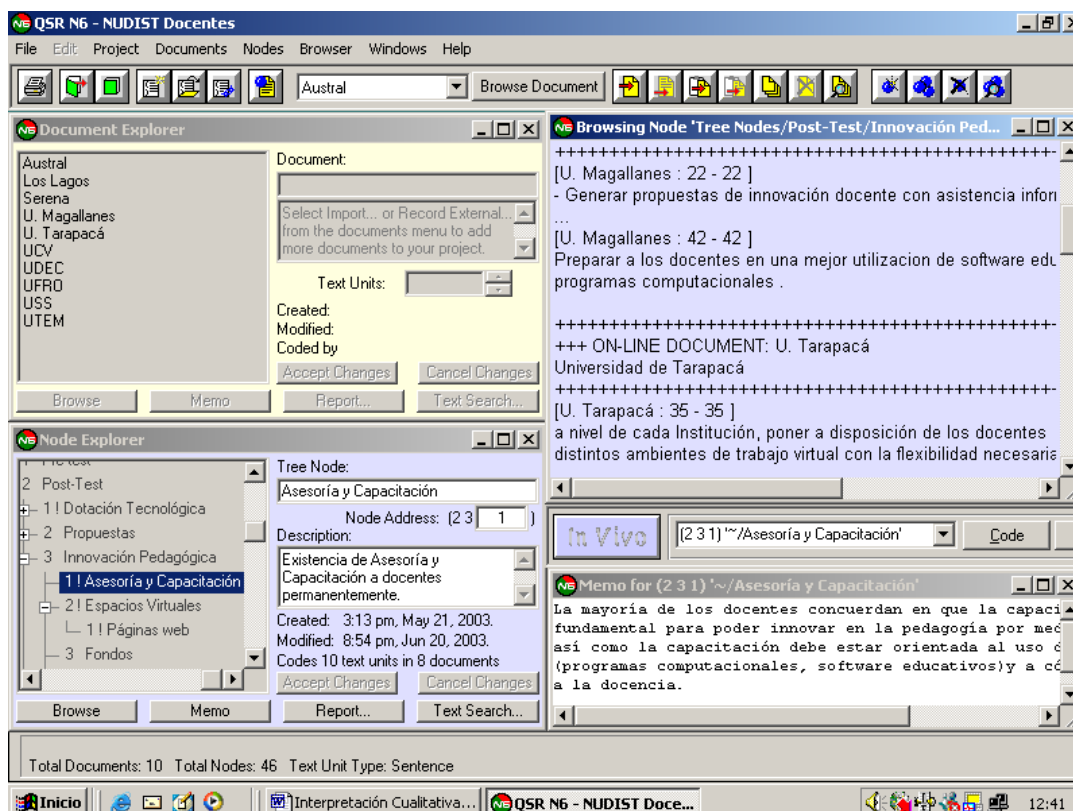 QSR N6 - NUDIST Docentes
File Edit Project Documents Nodes Browser Windows Help
Austral
Browse Document
Document Explorer
Austral
Los Lagos
Serena
U. Magallanes
U. Tarapacá
UCV
UDEC
UFRO
USS
UTEM
Document:
Select Import... or Record External...
from the documents menu to add
more documents to your project.
Text Units:
Created:
Modified:
Coded by
Accept Changes Cancel Changes
Browse Memo Report... Text Search...
Browsing Node 'Tree Nodes/Post-Test/Innovación Ped...
++++++++++++++++++++++++++++++++++++++++++++++++
[U. Magallanes : 22 - 22 ]
- Generar propuestas de innovación docente con asistencia infor
...
[U. Magallanes : 42 - 42 ]
Preparar a los docentes en una mejor utilizacion de software edu
programas computacionales .
++++++++++++++++++++++++++++++++++++++++++++++++
+++ ON-LINE DOCUMENT: U. Tarapacá
Universidad de Tarapacá
++++++++++++++++++++++++++++++++++++++++++++++++
[U. Tarapacá : 35 - 35 ]
a nivel de cada Institución, poner a disposición de los docentes
distintos ambientes de trabajo virtual con la flexibilidad necesaria
Node Explorer
2 Post-Test
1 ! Dotación Tecnológica
2 Propuestas
3 Innovación Pedagógica
1 ! Asesoría y Capacitación
2 ! Espacios Virtuales
1 ! Páginas web
3 Fondos
Tree Node:
Asesoría y Capacitación
Node Address: (2 3 1 )
Description:
Existencia de Asesoría y
Capacitación a docentes
permanentemente.
Created: 3:13 pm, May 21, 2003.
Modified: 8:54 pm, Jun 20, 2003.
Codes 10 text units in 8 documents
Accept Changes Cancel Changes
Browse Memo Report... Text Search...
In Vivo (2 3 1) '~/Asesoría y Capacitación' Code
Memo for (2 3 1) '~/Asesoría y Capacitación'
La mayoría de los docentes concuerdan en que la capaci
fundamental para poder innovar en la pedagogía por med
así como la capacitación debe estar orientada al uso d
(programas computacionales, software educativos)y a có
a la docencia.
Total Documents: 10 Total Nodes: 46 Text Unit Type: Sentence
Inicio Interpretación Cualitativa... QSR N6 - NUDIST Doce... 12:41